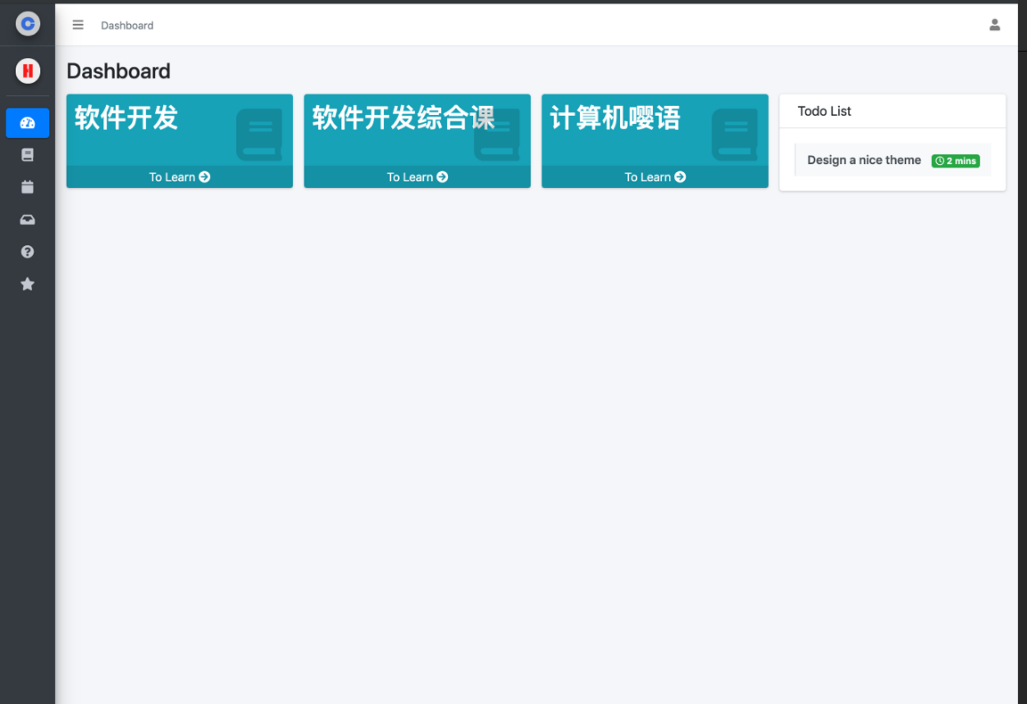 Dashboard
Dashboard
软件开发
To Learn
软件开发综合课
To Learn
计算机嘤语
To Learn
Todo List
Design a nice theme 2 mins
C
H